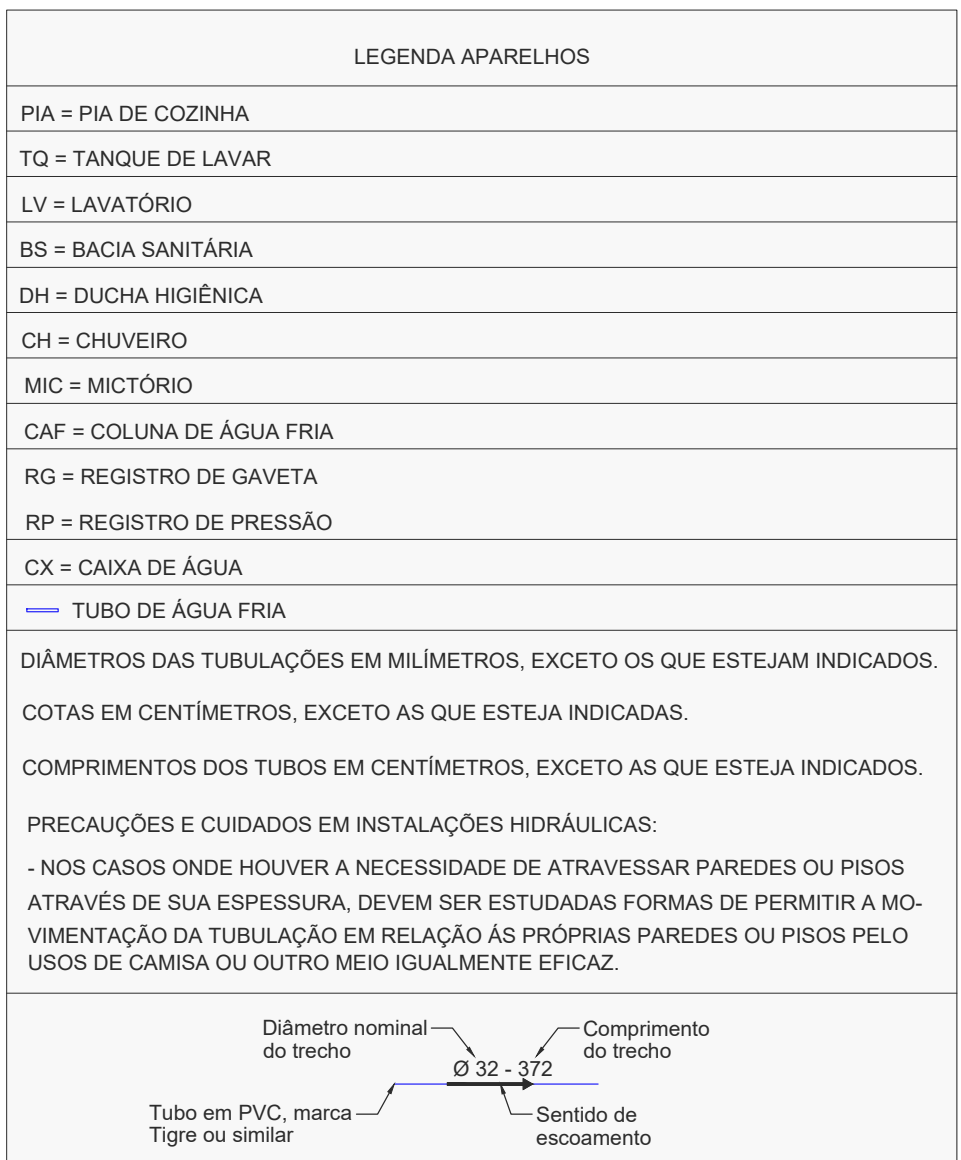 LEGENDA APARELHOS
PIA = PIA DE COZINHA
TQ = TANQUE DE LAVAR
LV = LAVATÓRIO
BS = BACIA SANITÁRIA
DH = DUCHA HIGIÊNICA
CH = CHUVEIRO
MIC = MICTÓRIO
CAF = COLUNA DE ÁGUA FRIA
RG = REGISTRO DE GAVETA
RP = REGISTRO DE PRESSÃO
CX = CAIXA DE ÁGUA
TUBO DE ÁGUA FRIA
DIÂMETROS DAS TUBULAÇÕES EM MILÍMETROS, EXCETO OS QUE ESTEJAM INDICADOS.
COTAS EM CENTÍMETROS, EXCETO AS QUE ESTEJA INDICADAS.
COMPRIMENTOS DOS TUBOS EM CENTÍMETROS, EXCETO AS QUE ESTEJA INDICADOS.
PRECAUÇÕES E CUIDADOS EM INSTALAÇÕES HIDRÁULICAS:
- NOS CASOS ONDE HOUVER A NECESSIDADE DE ATRAVESSAR PAREDES OU PISOS
ATRAVÉS DE SUA ESPESSURA, DEVEM SER ESTUDADAS FORMAS DE PERMITIR A MO-
VIMENTAÇÃO DA TUBULAÇÃO EM RELAÇÃO ÁS PRÓPRIAS PAREDES OU PISOS PELO
USOS DE CAMISA OU OUTRO MEIO IGUALMENTE EFICAZ.
Diâmetro nominal
do trecho
Comprimento
do trecho
Ø 32 - 372
Tubo em PVC, marca
Tigre ou similar
Sentido de
escoamento